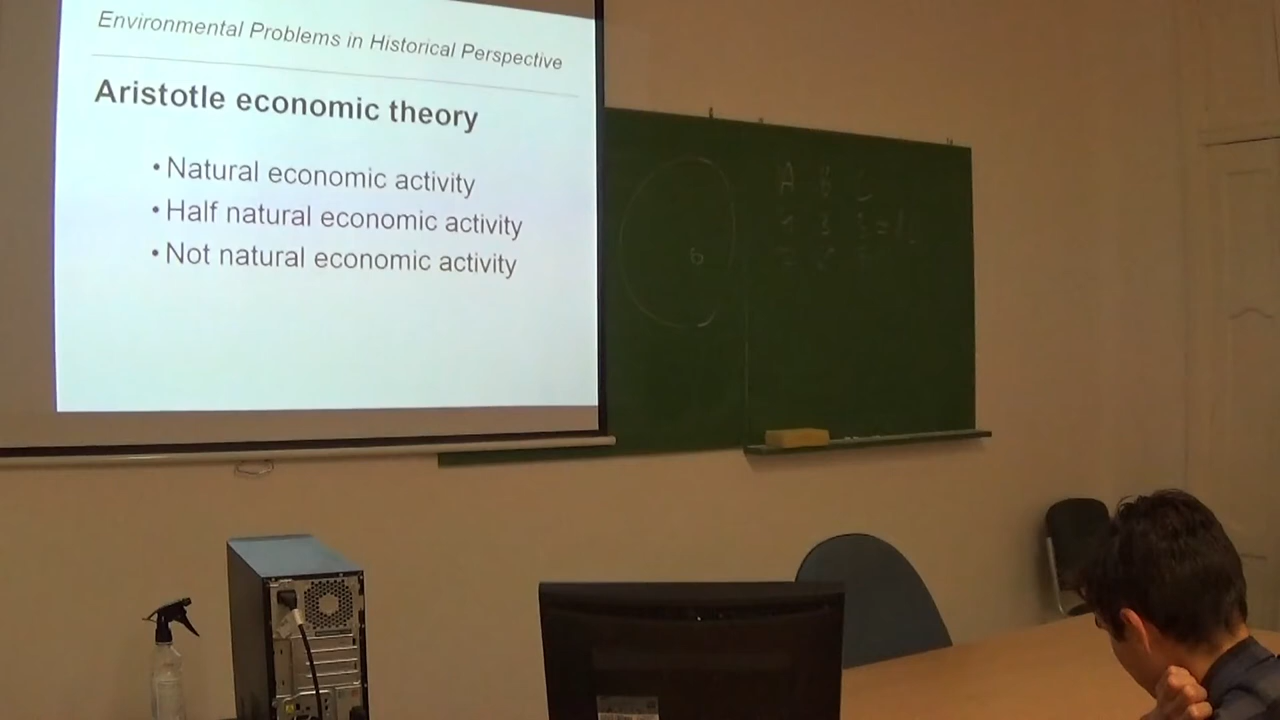 Environmental Problems in Historical Perspective
Aristotle economic theory
• Natural economic activity
• Half natural economic activity
• Not natural economic activity
A